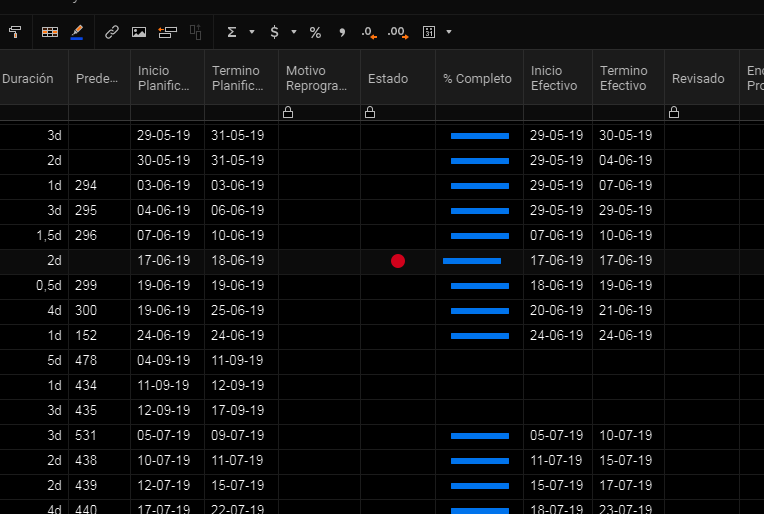 Σ $ % , .0 .00 31
Duración Prede… Inicio Planific… Termino Planific… Motivo Reprogra… Estado % Completo Inicio Efectivo Termino Efectivo Revisado
3d 29-05-19 31-05-19 29-05-19 30-05-19
2d 30-05-19 31-05-19 29-05-19 04-06-19
1d 294 03-06-19 03-06-19 29-05-19 07-06-19
3d 295 04-06-19 06-06-19 29-05-19 29-05-19
1,5d 296 07-06-19 10-06-19 07-06-19 10-06-19
2d 17-06-19 18-06-19 17-06-19 17-06-19
0,5d 299 19-06-19 19-06-19 18-06-19 19-06-19
4d 300 19-06-19 25-06-19 20-06-19 21-06-19
1d 152 24-06-19 24-06-19 24-06-19 24-06-19
5d 478 04-09-19 11-09-19
1d 434 11-09-19 12-09-19
3d 435 12-09-19 17-09-19
3d 531 05-07-19 09-07-19 05-07-19 10-07-19
2d 438 10-07-19 11-07-19 11-07-19 15-07-19
2d 439 12-07-19 15-07-19 15-07-19 17-07-19
4d 440 17-07-19 22-07-19 18-07-19 23-07-19